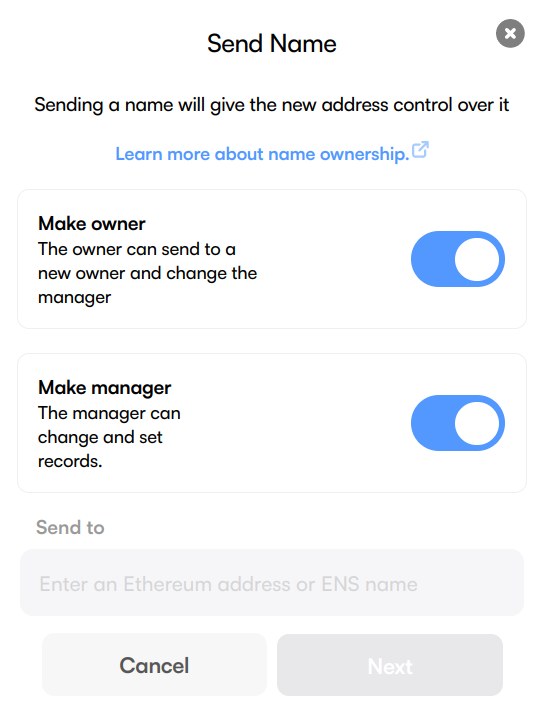 Send Name
Sending a name will give the new address control over it
Learn more about name ownership.
Make owner
The owner can send to a
new owner and change the
manager
Make manager
The manager can
change and set
records.
Send to
Enter an Ethereum address or ENS name
Cancel
Next